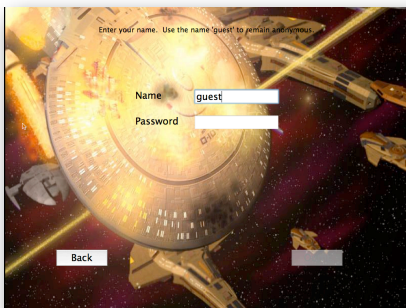 Enter your name.  Use the name 'guest' to remain anonymous.
Name guest
Password
Back